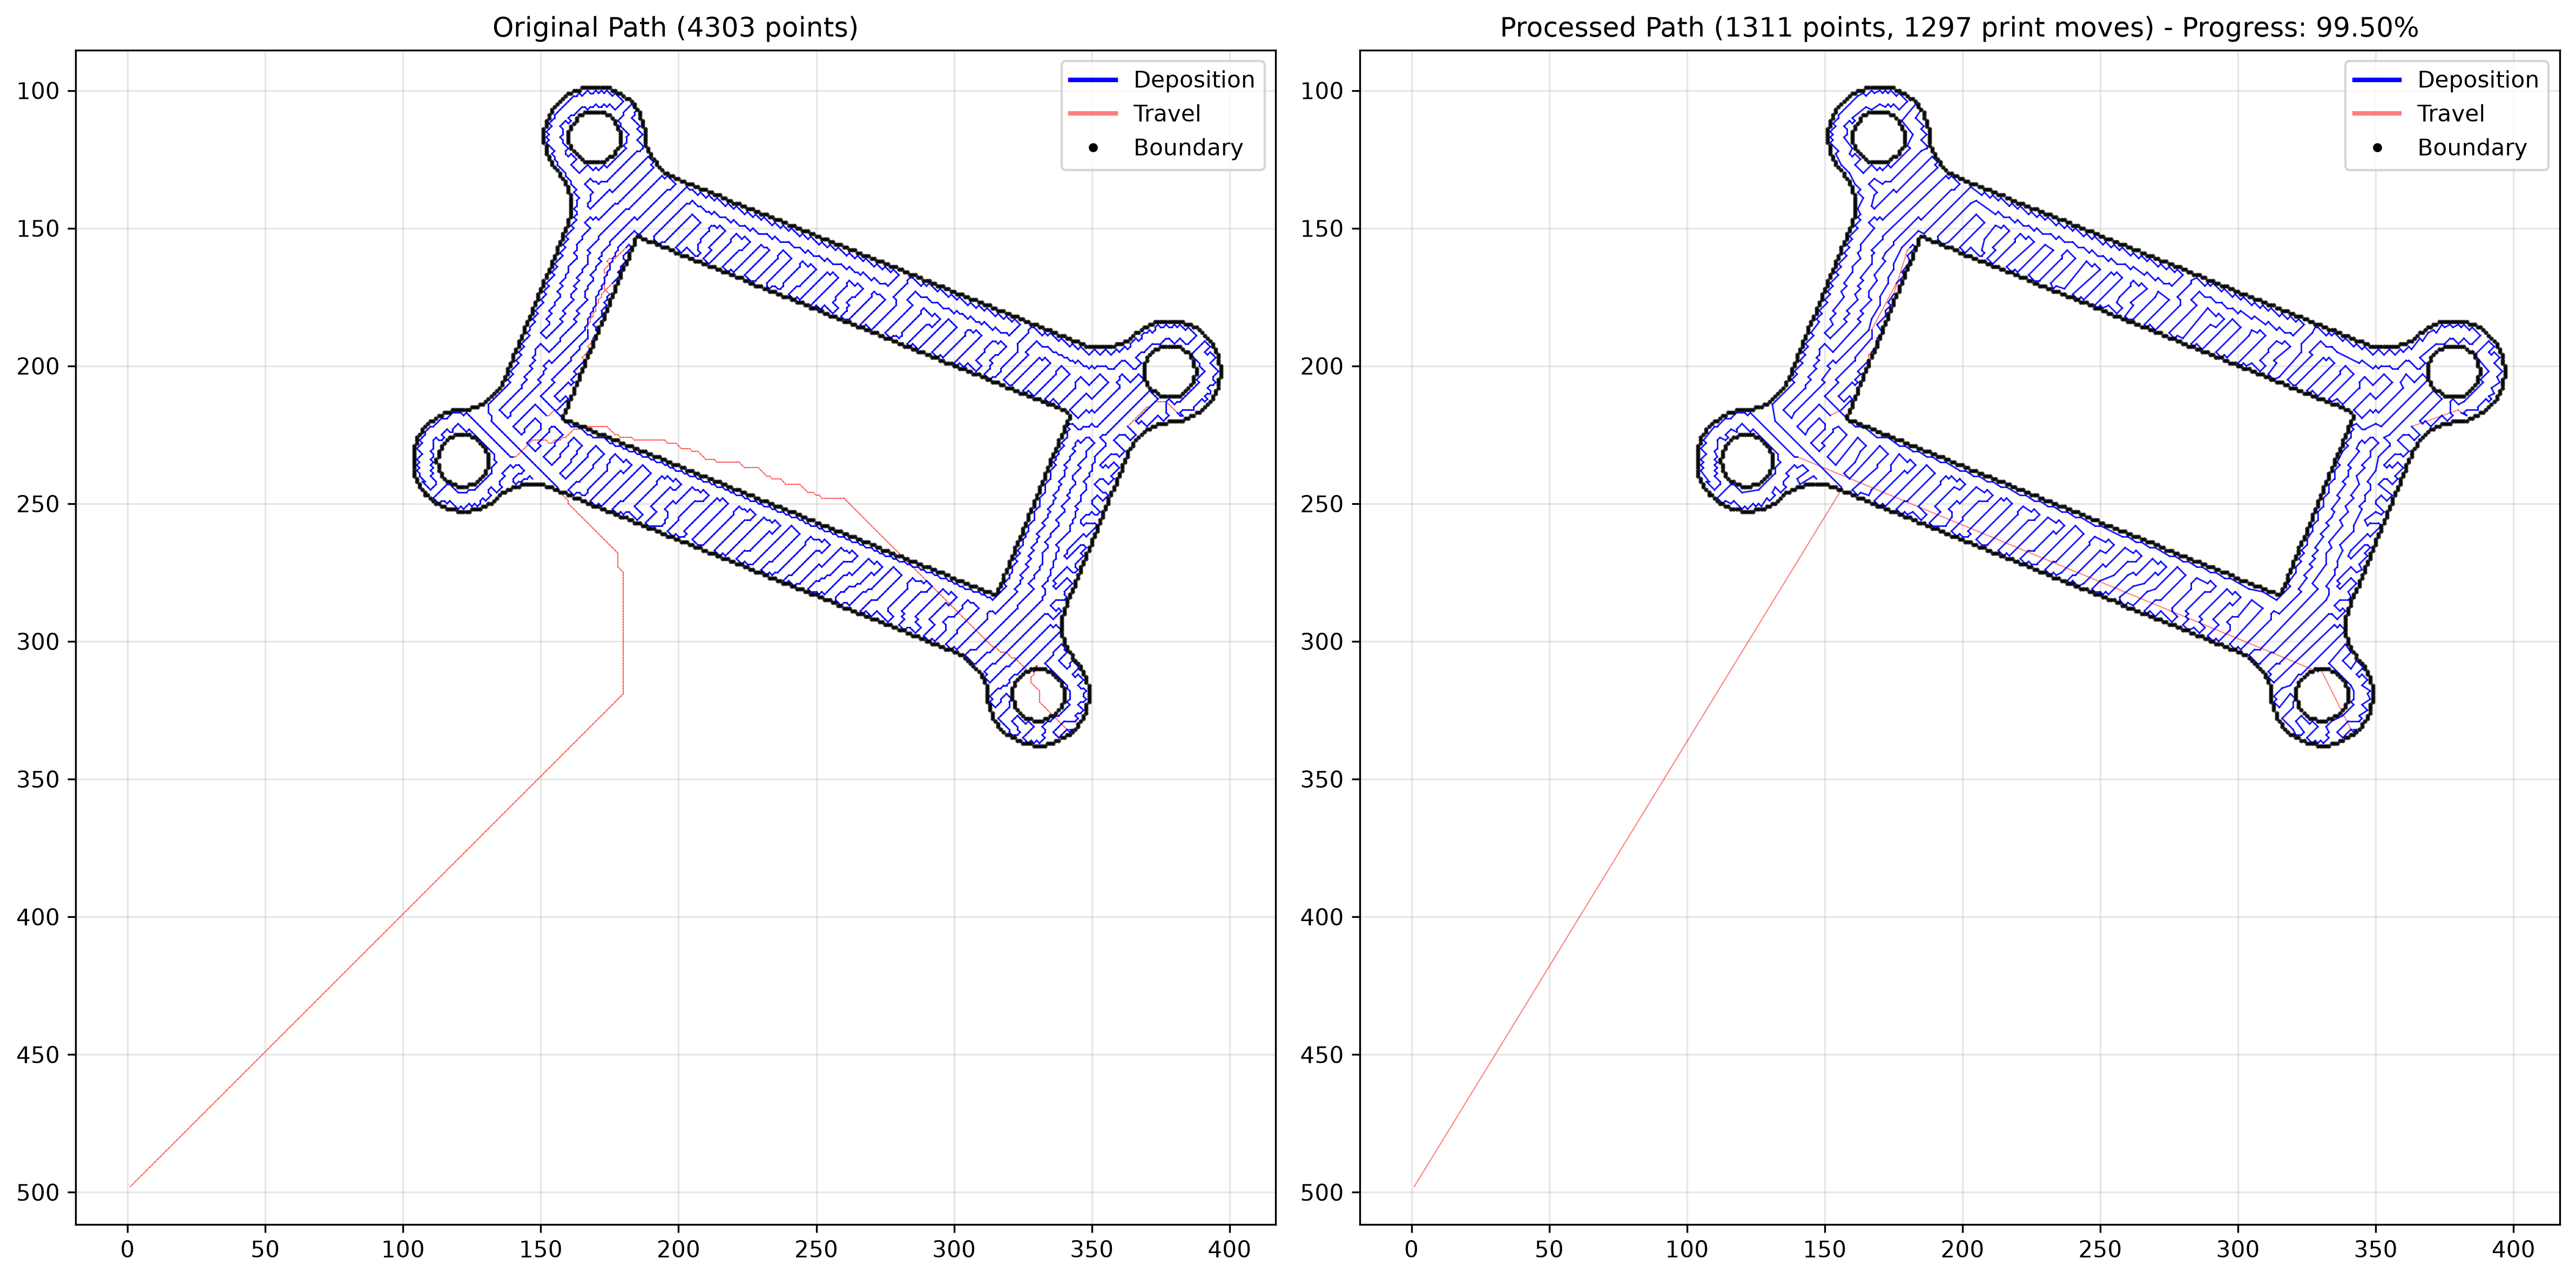 Original Path (4303 points)
Deposition
Travel
Boundary
100
150
200
250
300
350
400
450
500
0 50 100 150 200 250 300 350 400
Processed Path (1311 points, 1297 print moves) - Progress: 99.50%
Deposition
Travel
Boundary
100
150
200
250
300
350
400
450
500
0 50 100 150 200 250 300 350 400